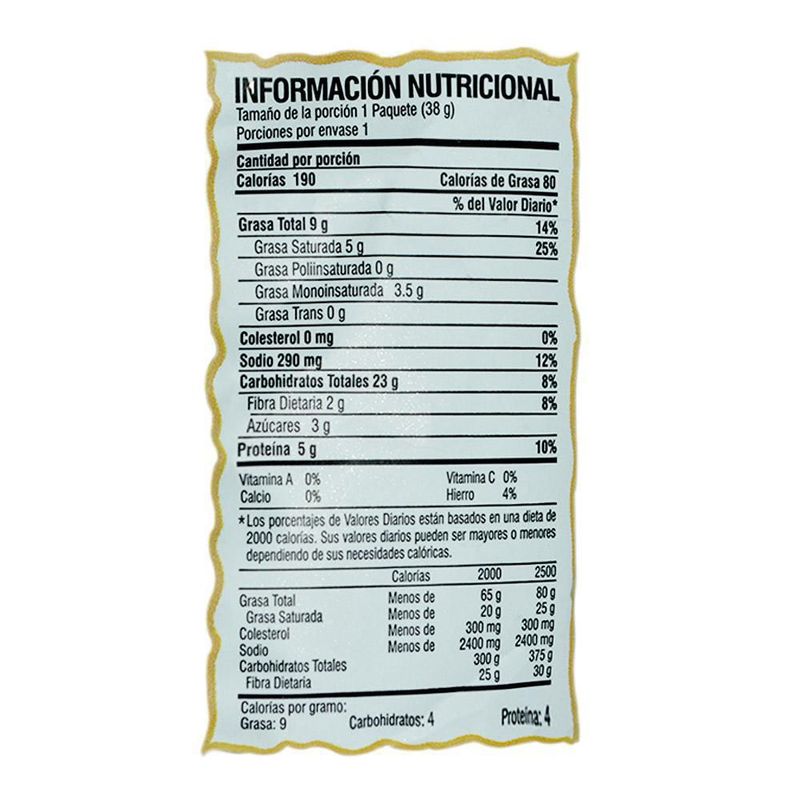 INFORMACIÓN NUTRICIONAL
Tamaño de la porción 1 Paquete (38 g)
Porciones por envase 1
Cantidad por porción
Calorías 190 Calorías de Grasa 80
% del Valor Diario*
Grasa Total 9 g 14%
Grasa Saturada 5 g 25%
Grasa Poliinsaturada 0 g
Grasa Monoinsaturada 3.5 g
Grasa Trans 0 g
Colesterol 0 mg 0%
Sodio 290 mg 12%
Carbohidratos Totales 23 g 8%
Fibra Dietaria 2 g 8%
Azúcares 3 g
Proteína 5 g 10%
Vitamina A 0% Vitamina C 0%
Calcio 0% Hierro 4%
*Los porcentajes de Valores Diarios están basados en una dieta de
2000 calorías. Sus valores diarios pueden ser mayores o menores
dependiendo de sus necesidades calóricas.
Calorías 2000 2500
Grasa Total Menos de 65 g 80 g
Grasa Saturada Menos de 20 g 25 g
Colesterol Menos de 300 mg 300 mg
Sodio Menos de 2400 mg 2400 mg
Carbohidratos Totales 300 g 375 g
Fibra Dietaria 25 g 30 g
Calorías por gramo:
Grasa: 9 Carbohidratos: 4 Proteína: 4